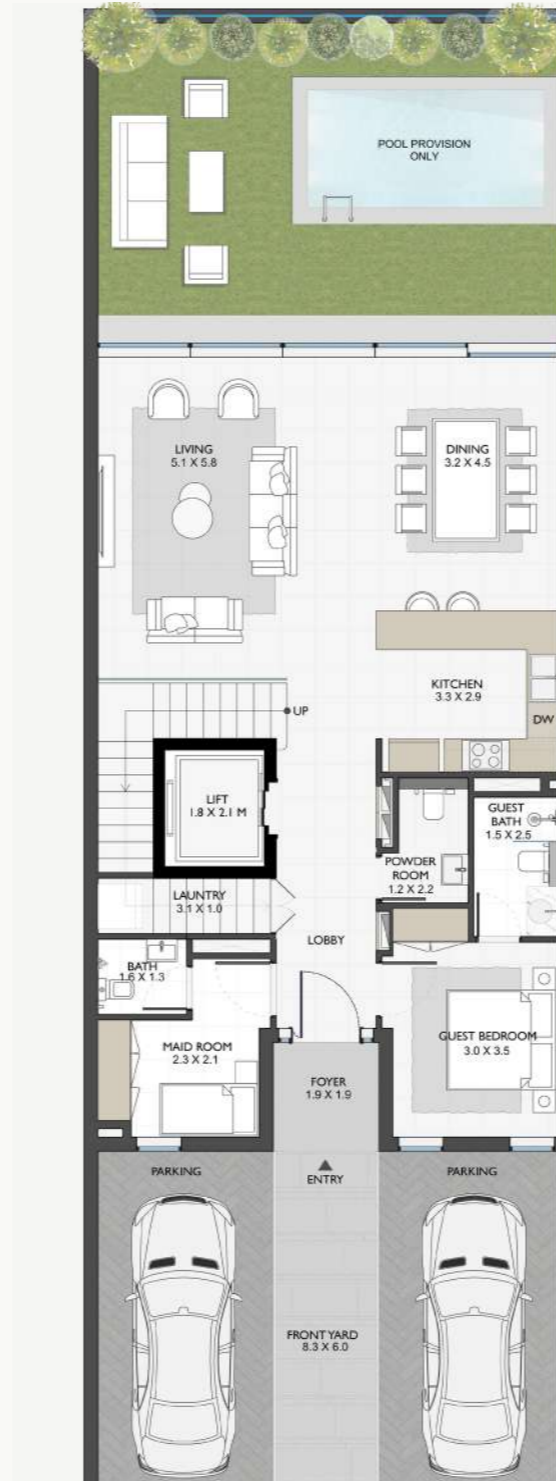 POOL PROVISION
ONLY
LIVING
5.1 X 5.8
DINING
3.2 X 4.5
KITCHEN
3.3 X 2.9
UP
DW
LIFT
1.8 X 2.1 M
GUEST
BATH
1.5 X 2.5
POWDER
ROOM
1.2 X 2.2
LAUNTRY
3.1 X 1.0
LOBBY
BATH
1.6 X 1.3
MAID ROOM
2.3 X 2.1
GUEST BEDROOM
3.0 X 3.5
FOYER
1.9 X 1.9
PARKING
ENTRY
PARKING
FRONT YARD
8.3 X 6.0